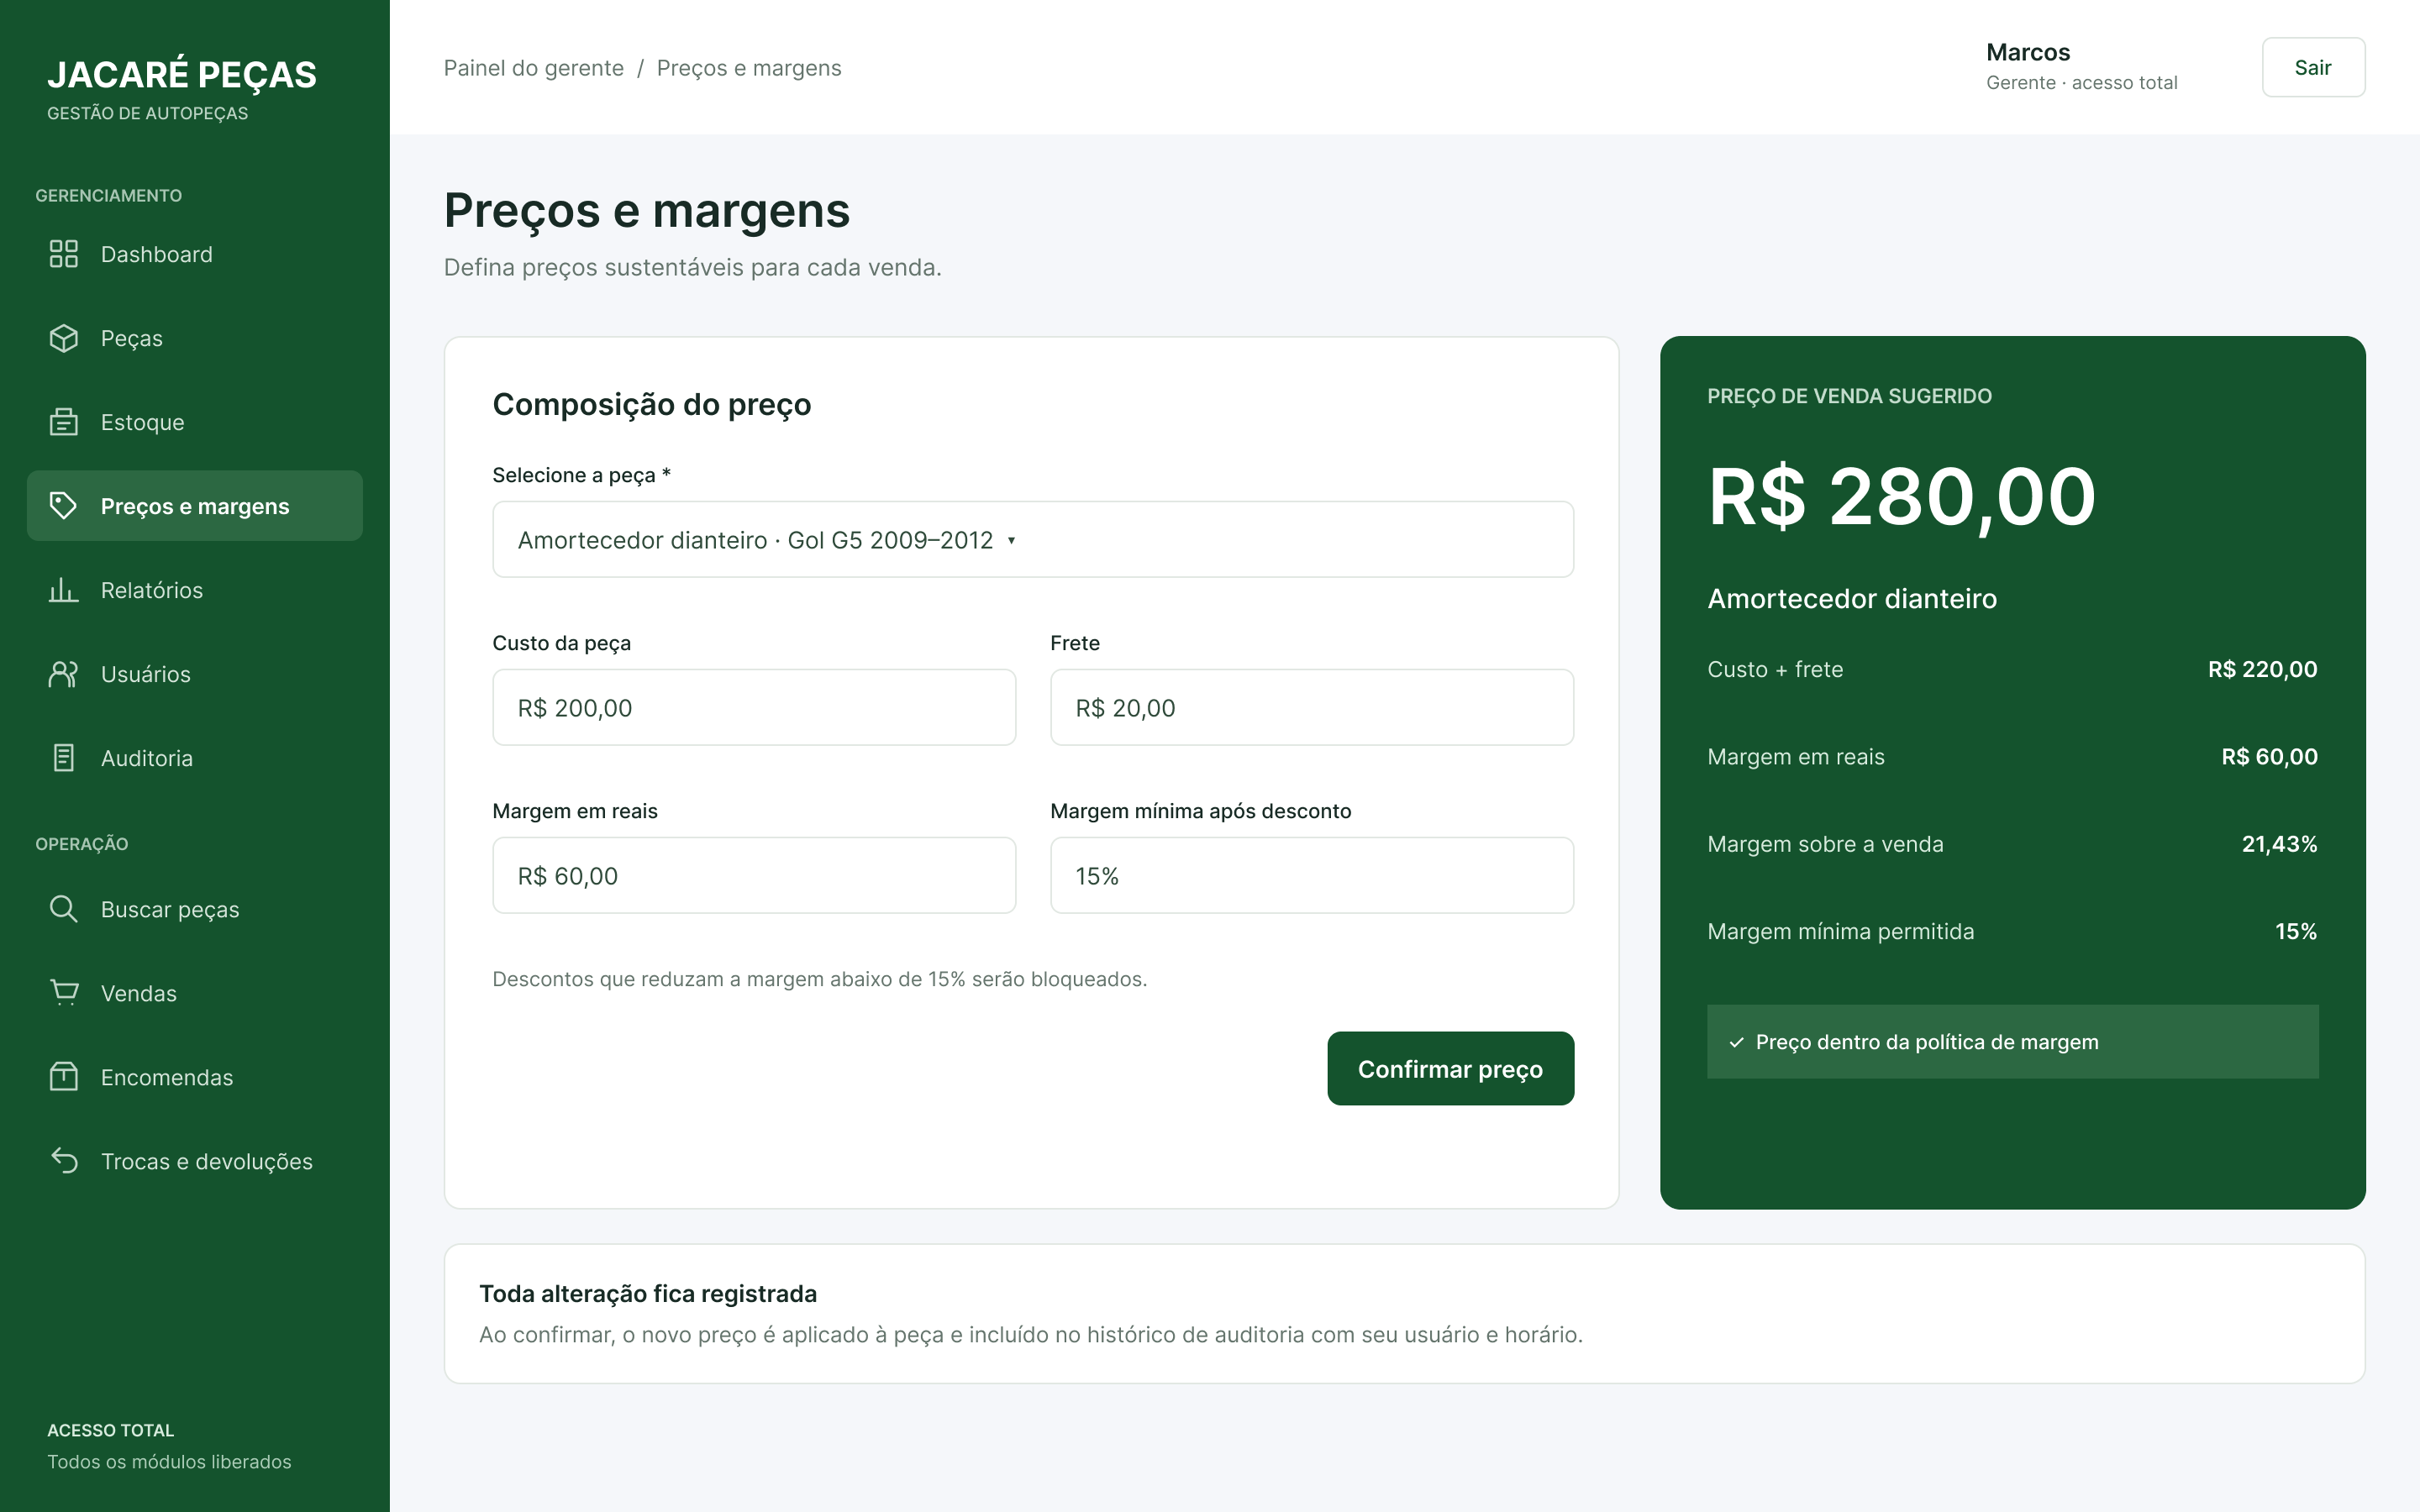 JACARÉ PEÇAS
GESTÃO DE AUTOPEÇAS
GERENCIAMENTO
Dashboard
Peças
Estoque
Preços e margens
Relatórios
Usuários
Auditoria
OPERAÇÃO
Buscar peças
Vendas
Encomendas
Trocas e devoluções
ACESSO TOTAL
Todos os módulos liberados
Painel do gerente / Preços e margens
Marcos
Gerente · acesso total
Sair
Preços e margens
Defina preços sustentáveis para cada venda.
Composição do preço
Selecione a peça *
Amortecedor dianteiro · Gol G5 2009–2012 ▾
Custo da peça
R$ 200,00
Frete
R$ 20,00
Margem em reais
R$ 60,00
Margem mínima após desconto
15%
Descontos que reduzam a margem abaixo de 15% serão bloqueados.
Confirmar preço
PREÇO DE VENDA SUGERIDO
R$ 280,00
Amortecedor dianteiro
Custo + frete R$ 220,00
Margem em reais R$ 60,00
Margem sobre a venda 21,43%
Margem mínima permitida 15%
✓ Preço dentro da política de margem
Toda alteração fica registrada
Ao confirmar, o novo preço é aplicado à peça e incluído no histórico de auditoria com seu usuário e horário.